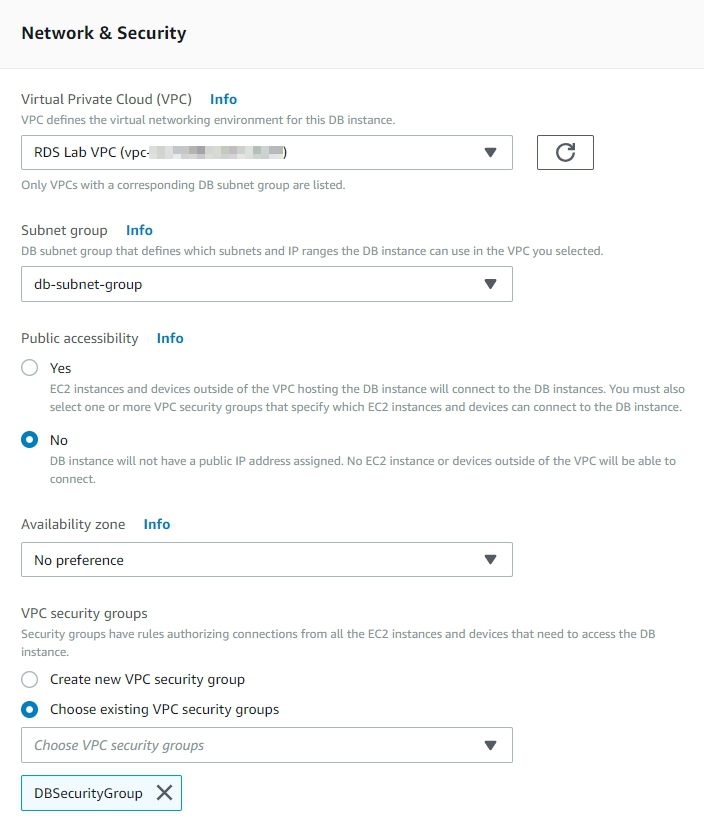 Network & Security
Virtual Private Cloud (VPC) Info
VPC defines the virtual networking environment for this DB instance.
RDS Lab VPC (vpc- )
Only VPCs with a corresponding DB subnet group are listed.
Subnet group Info
DB subnet group that defines which subnets and IP ranges the DB instance can use in the VPC you selected.
db-subnet-group
Public accessibility Info
Yes
EC2 instances and devices outside of the VPC hosting the DB instance will connect to the DB instances. You must also
select one or more VPC security groups that specify which EC2 instances and devices can connect to the DB instance.
No
DB instance will not have a public IP address assigned. No EC2 instance or devices outside of the VPC will be able to
connect.
Availability zone Info
No preference
VPC security groups
Security groups have rules authorizing connections from all the EC2 instances and devices that need to access the DB
instance.
Create new VPC security group
Choose existing VPC security groups
Choose VPC security groups
DBSecurityGroup